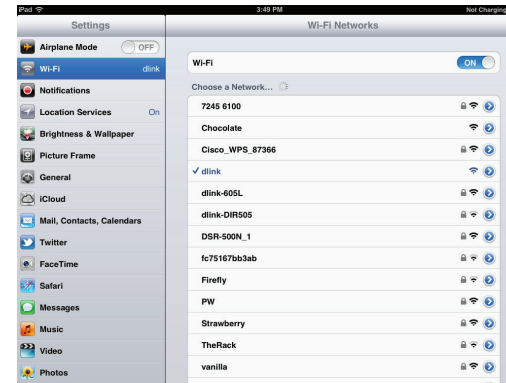 iPad 3:49 PM Not Charging
Settings
Airplane Mode OFF
Wi-Fi dlink
Notifications
Location Services On
Brightness & Wallpaper
Picture Frame
General
iCloud
Mail, Contacts, Calendars
Twitter
FaceTime
Safari
Messages
Music
Video
Photos
Wi-Fi Networks
Wi-Fi ON
Choose a Network...
7245 6100
Chocolate
Cisco_WPS_87366
dlink
dlink-605L
dlink-DIR505
DSR-500N_1
fc75167bb3ab
Firefly
PW
Strawberry
TheRack
vanilla